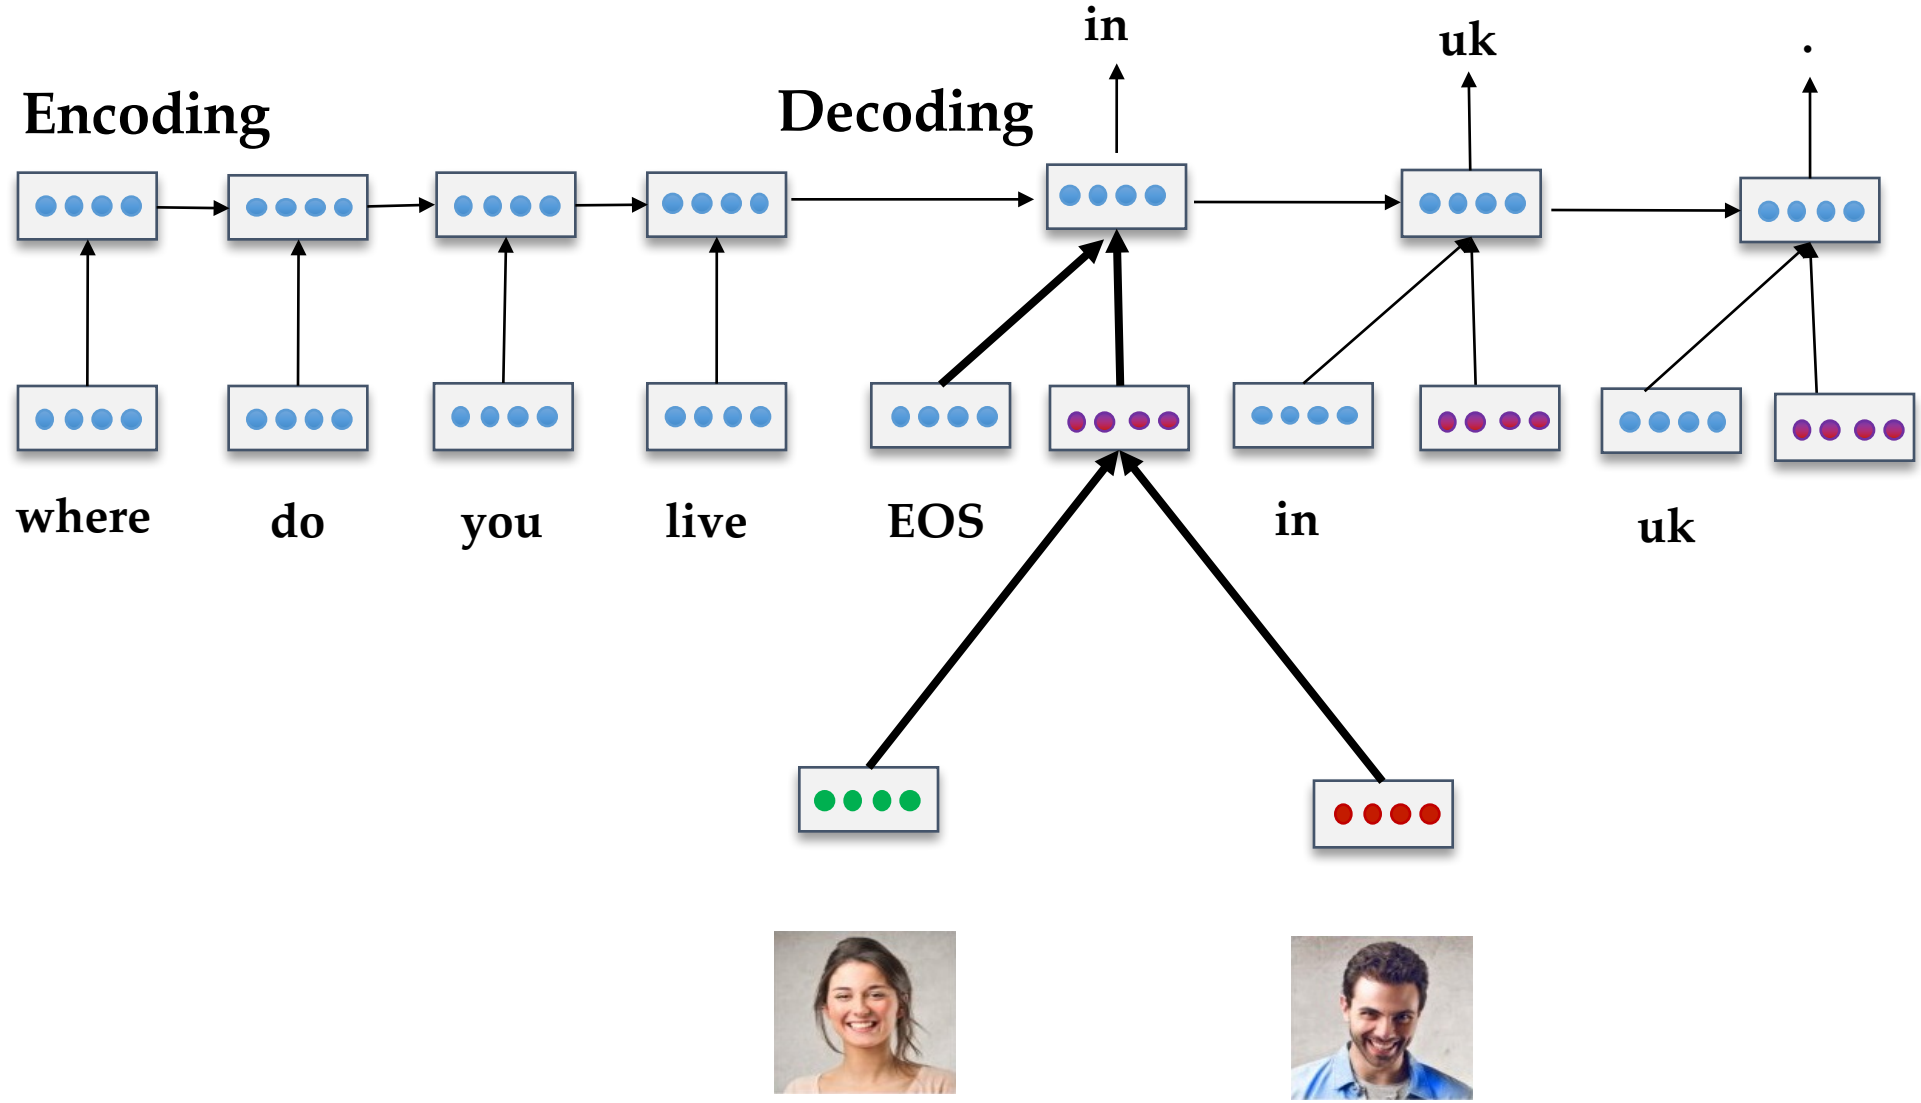 in
uk
.
Encoding
Decoding
where
do
you
live
EOS
in
uk